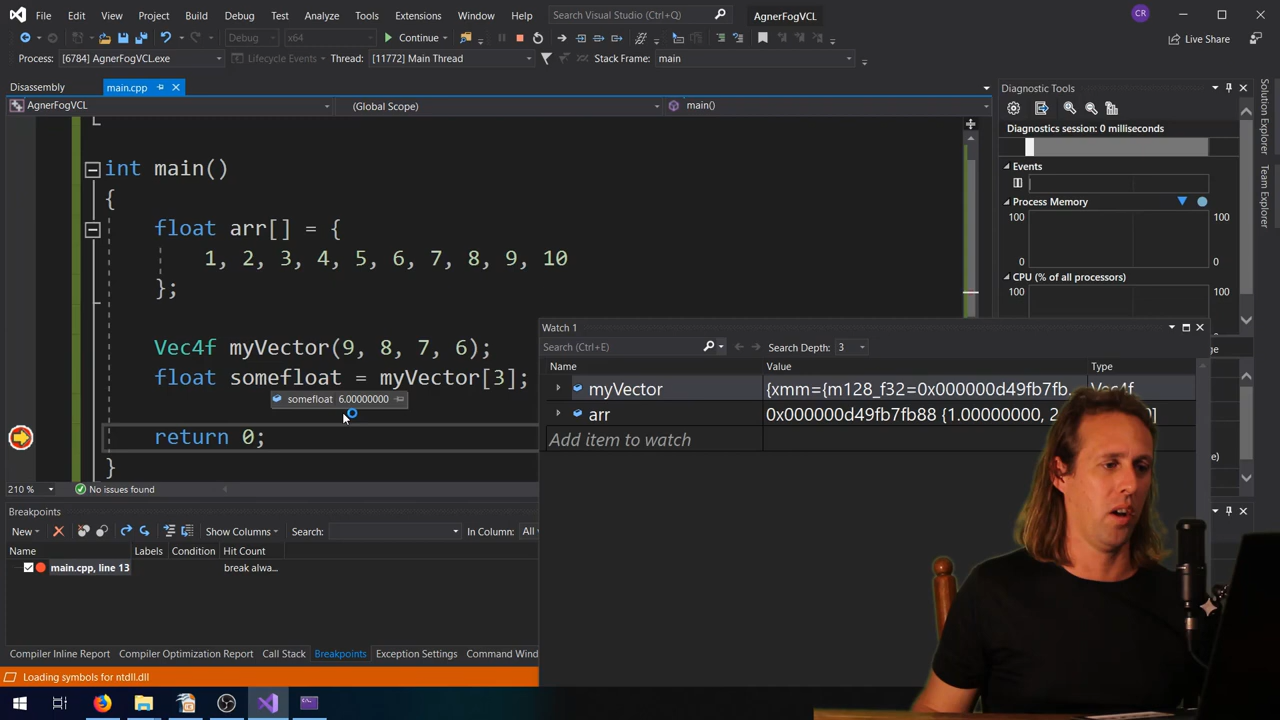 File Edit View Project Build Debug Test Analyze Tools Extensions Window Help Search Visual Studio (Ctrl+Q) AgnerFogVCL CR
Debug x64 Continue Live Share
Process: [6784] AgnerFogVCL.exe Lifecycle Events Thread: [11772] Main Thread Stack Frame: main
Disassembly main.cpp
AgnerFogVCL (Global Scope) main()
int main()
{
float arr[] = {
1, 2, 3, 4, 5, 6, 7, 8, 9, 10
};
Vec4f myVector(9, 8, 7, 6);
float somefloat = myVector[3];
somefloat 6.00000000
return 0;
}
210 % No issues found
Breakpoints
New Show Columns Search: In Column: All
Name Labels Condition Hit Count
main.cpp, line 13 break alwa...
Compiler Inline Report Compiler Optimization Report Call Stack Breakpoints Exception Settings Command Wind
Loading symbols for ntdll.dll
Watch 1
Search (Ctrl+E) Search Depth: 3
Name Value Type
myVector {xmm={m128_f32=0x000000d49fb7fb... Vec4f
arr 0x000000d49fb7fb88 {1.00000000, 2
Add item to watch
Diagnostic Tools
Diagnostics session: 0 milliseconds
Events
Process Memory
100 100
0 0
CPU (% of all processors)
100 100
Solution Explorer
Team Explorer